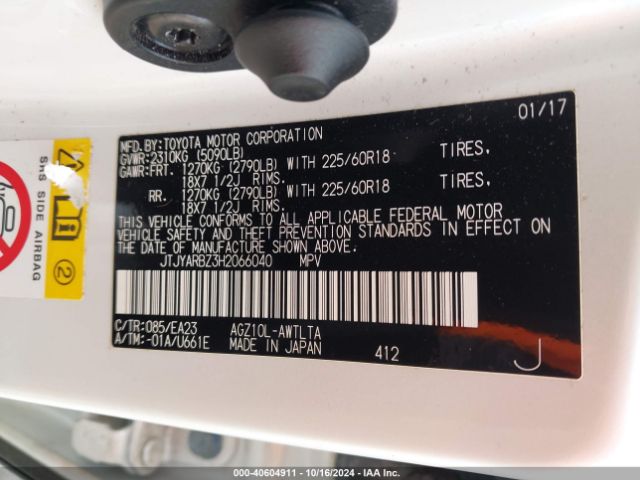 01/17
MFD.BY:TOYOTA MOTOR CORPORATION
GVWR:2310KG (5090LB)
GAWR:FRT. 1270KG (2790LB) WITH 225/60R18 TIRES,
18X7 1/2J RIMS.
RR. 1270KG (2790LB) WITH 225/60R18 TIRES,
18X7 1/2J RIMS.
THIS VEHICLE CONFORMS TO ALL APPLICABLE FEDERAL MOTOR
VEHICLE SAFETY AND THEFT PREVENTION STANDARDS IN EFFECT ON
THE DATE OF MANUFACTURE SHOWN ABOVE.
JTJYARBZ3H2066040 MPV
C/TR:085/EA23 AGZ10L-AWTLTA
A/TM:-01A/U661E MADE IN JAPAN 412
J
SRS SIDE AIRBAG
2
000-40604911 - 10/16/2024 - IAA Inc.